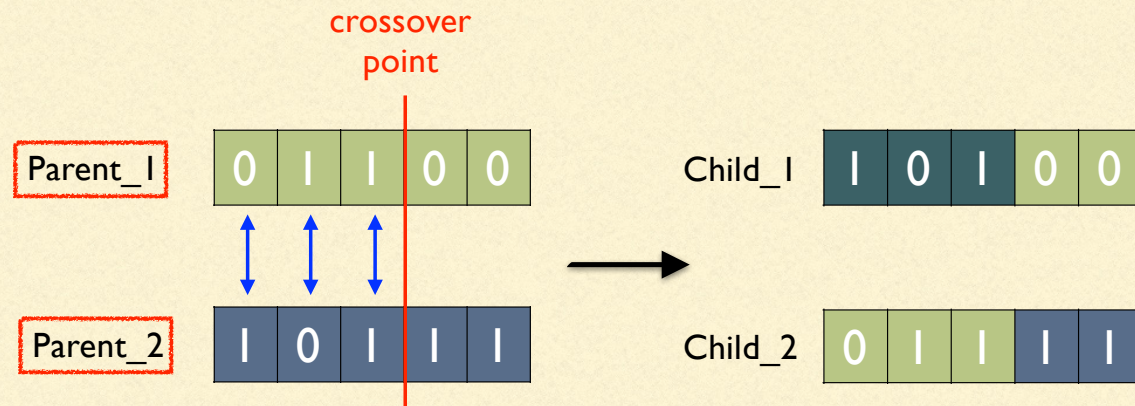 crossover
point
Parent_1 0 1 1 0 0
Child_1 1 0 1 0 0
Parent_2 1 0 1 1 1
Child_2 0 1 1 1 1